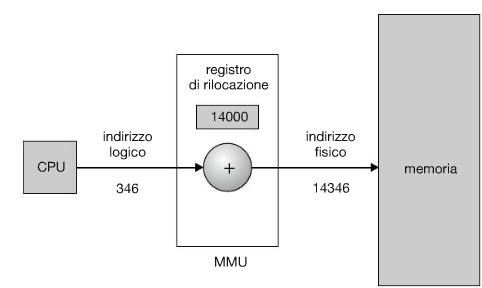 registro
di rilocazione
14000
indirizzo
logico
indirizzo
fisico
CPU
+
memoria
346
14346
MMU